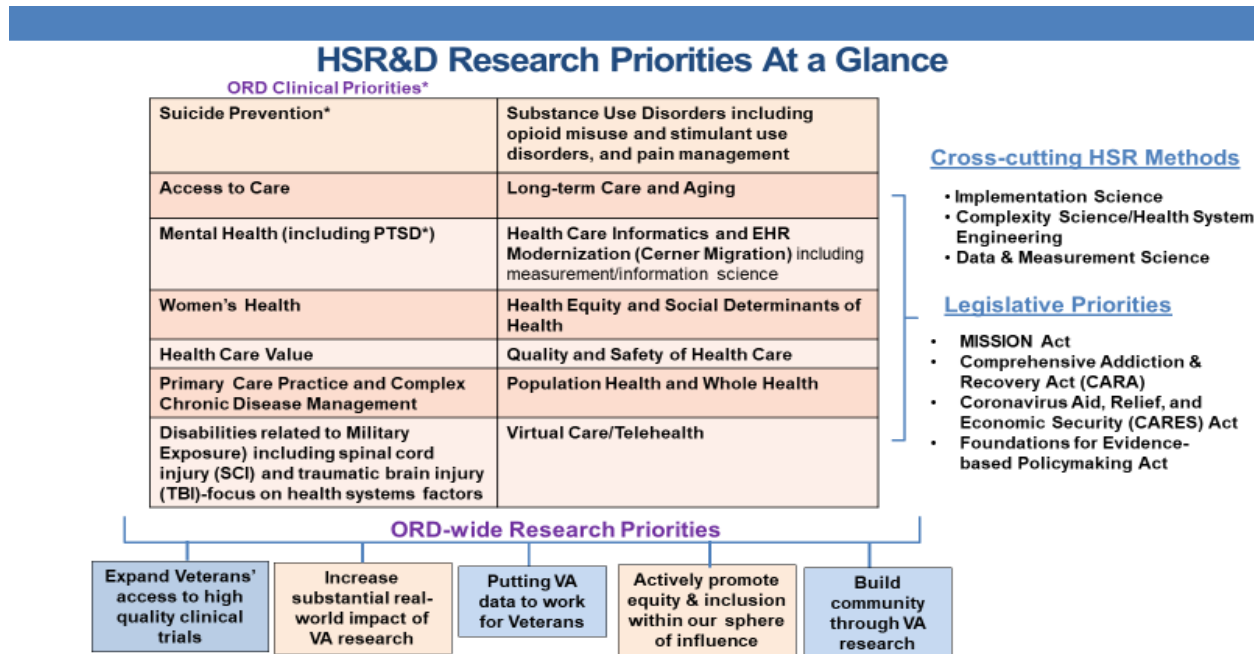 HSR&D Research Priorities At a Glance
ORD Clinical Priorities*
Suicide Prevention*
Substance Use Disorders including
opioid misuse and stimulant use
disorders, and pain management
Access to Care
Long-term Care and Aging
Mental Health (including PTSD*)
Health Care Informatics and EHR
Modernization (Cerner Migration) including
measurement/information science
Women's Health
Health Equity and Social Determinants of
Health
Health Care Value
Quality and Safety of Health Care
Primary Care Practice and Complex
Chronic Disease Management
Population Health and Whole Health
Disabilities related to Military
Exposure) including spinal cord
injury (SCI) and traumatic brain injury
(TBI)-focus on health systems factors
Virtual Care/Telehealth
Cross-cutting HSR Methods
• Implementation Science
• Complexity Science/Health System
Engineering
• Data & Measurement Science
Legislative Priorities
• MISSION Act
• Comprehensive Addiction &
Recovery Act (CARA)
• Coronavirus Aid, Relief, and
Economic Security (CARES) Act
• Foundations for Evidence-
based Policymaking Act
ORD-wide Research Priorities
Expand Veterans'
access to high
quality clinical
trials
Increase
substantial real-
world impact of
VA research
Putting VA
data to work
for Veterans
Actively promote
equity & inclusion
within our sphere
of influence
Build
community
through VA
research